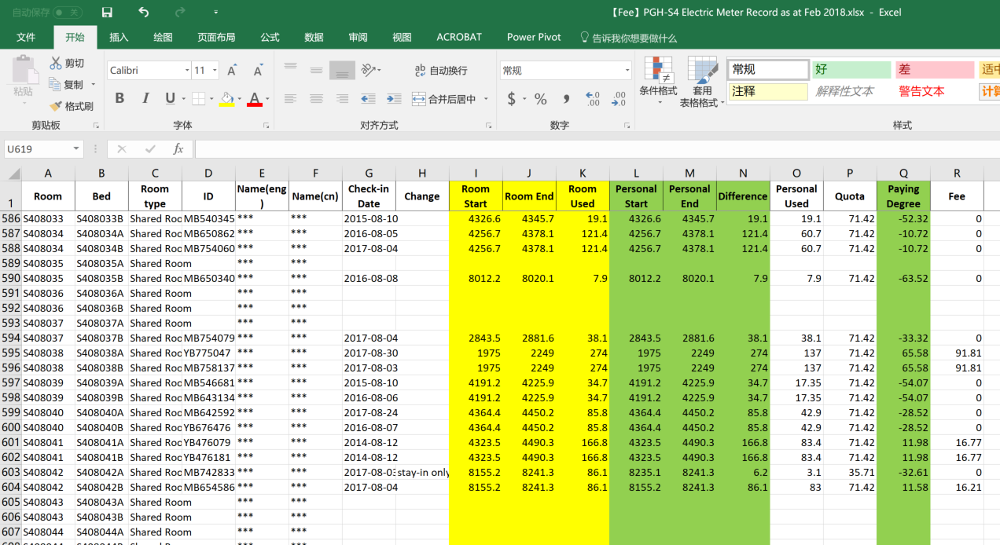 自动保存 关 【Fee】PGH-S4 Electric Meter Record as at Feb 2018.xlsx - Excel
文件 开始 插入 绘图 页面布局 公式 数据 审阅 视图 ACROBAT Power Pivot 告诉我你想要做什么
粘贴 剪切 复制 格式刷 剪贴板
Calibri 11 A A B I U A 字体
ab 自动换行 合并后居中 对齐方式
常规 $ % , .00 .00 数字
条件格式 套用 表格格式 常规 好 差 适中
注释 解释性文本 警告文本 计算
样式
U619 fx
A B C D E F G H I J K L M N O P Q R
1 Room Bed Room type ID Name(eng) Name(cn) Check-in Date Change Room Start Room End Room Used Personal Start Personal End Difference Personal Used Quota Paying Degree Fee
586 S408033 S408033B Shared Roo MB540345 *** *** 2015-08-10 4326.6 4345.7 19.1 4326.6 4345.7 19.1 19.1 71.42 -52.32 0
587 S408034 S408034A Shared Roo MB650862 *** *** 2016-08-05 4256.7 4378.1 121.4 4256.7 4378.1 121.4 60.7 71.42 -10.72 0
588 S408034 S408034B Shared Roo MB754060 *** *** 2017-08-04 4256.7 4378.1 121.4 4256.7 4378.1 121.4 60.7 71.42 -10.72 0
589 S408035 S408035A Shared Room *** ***
590 S408035 S408035B Shared Roo MB650340 *** *** 2016-08-08 8012.2 8020.1 7.9 8012.2 8020.1 7.9 7.9 71.42 -63.52 0
591 S408036 S408036A Shared Room *** ***
592 S408036 S408036B Shared Room *** ***
593 S408037 S408037A Shared Room *** ***
594 S408037 S408037B Shared Roo MB754079 *** *** 2017-08-04 2843.5 2881.6 38.1 2843.5 2881.6 38.1 38.1 71.42 -33.32 0
595 S408038 S408038A Shared Roo YB775047 *** *** 2017-08-30 1975 2249 274 1975 2249 274 137 71.42 65.58 91.81
596 S408038 S408038B Shared Roo MB758137 *** *** 2017-08-03 1975 2249 274 1975 2249 274 137 71.42 65.58 91.81
597 S408039 S408039A Shared Roo MB546681 *** *** 2015-08-10 4191.2 4225.9 34.7 4191.2 4225.9 34.7 17.35 71.42 -54.07 0
598 S408039 S408039B Shared Roo MB643134 *** *** 2016-08-06 4191.2 4225.9 34.7 4191.2 4225.9 34.7 17.35 71.42 -54.07 0
599 S408040 S408040A Shared Roo MB642592 *** *** 2017-08-24 4364.4 4450.2 85.8 4364.4 4450.2 85.8 42.9 71.42 -28.52 0
600 S408040 S408040B Shared Roo YB676476 *** *** 2016-08-07 4364.4 4450.2 85.8 4364.4 4450.2 85.8 42.9 71.42 -28.52 0
601 S408041 S408041A Shared Roo YB476079 *** *** 2014-08-12 4323.5 4490.3 166.8 4323.5 4490.3 166.8 83.4 71.42 11.98 16.77
602 S408041 S408041B Shared Roo YB476181 *** *** 2014-08-12 4323.5 4490.3 166.8 4323.5 4490.3 166.8 83.4 71.42 11.98 16.77
603 S408042 S408042A Shared Roo MB742833 *** *** 2017-08-03 stay-in only 8155.2 8241.3 86.1 8235.1 8241.3 6.2 3.1 35.71 -32.61 0
604 S408042 S408042B Shared Roo MB654586 *** *** 2017-08-04 8155.2 8241.3 86.1 8155.2 8241.3 86.1 83 71.42 11.58 16.21
605 S408043 S408043A Shared Room *** ***
606 S408043 S408043B Shared Room *** ***
607 S408044 S408044A Shared Room *** ***